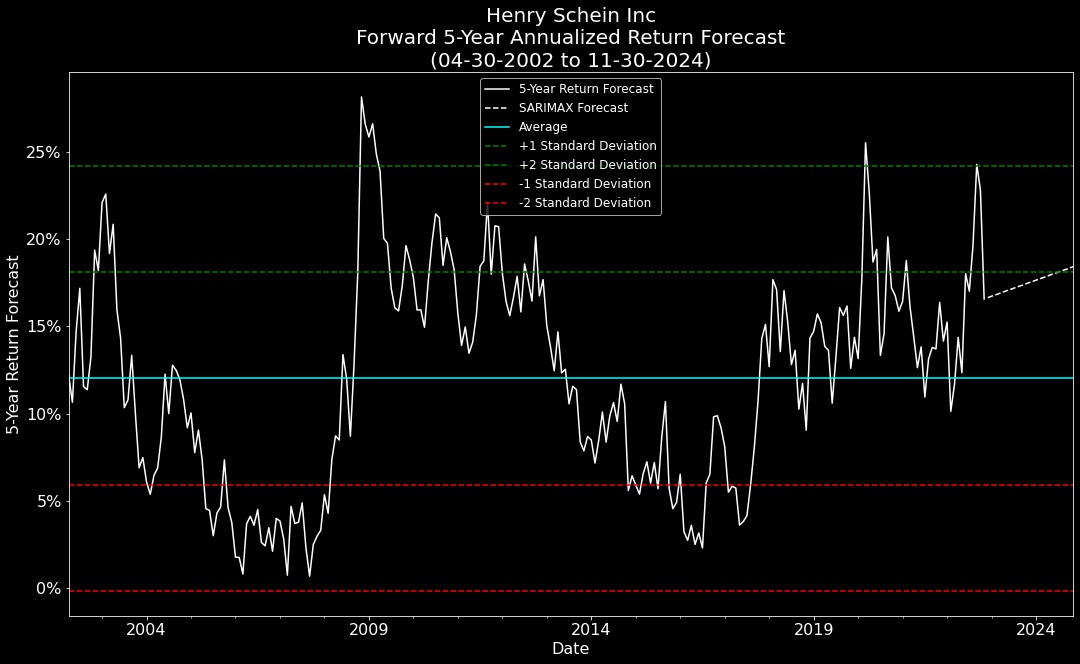 Henry Schein Inc
Forward 5-Year Annualized Return Forecast
(04-30-2002 to 11-30-2024)
5-Year Return Forecast
SARIMAX Forecast
Average
+1 Standard Deviation
+2 Standard Deviation
-1 Standard Deviation
-2 Standard Deviation
5-Year Return Forecast
25%
20%
15%
10%
5%
0%
2004
2009
2014
2019
2024
Date